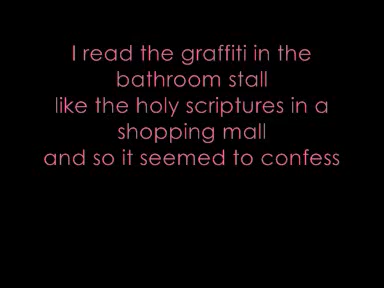 I read the graffiti in the
bathroom stall
like the holy scriptures in a
shopping mall
and so it seemed to confess